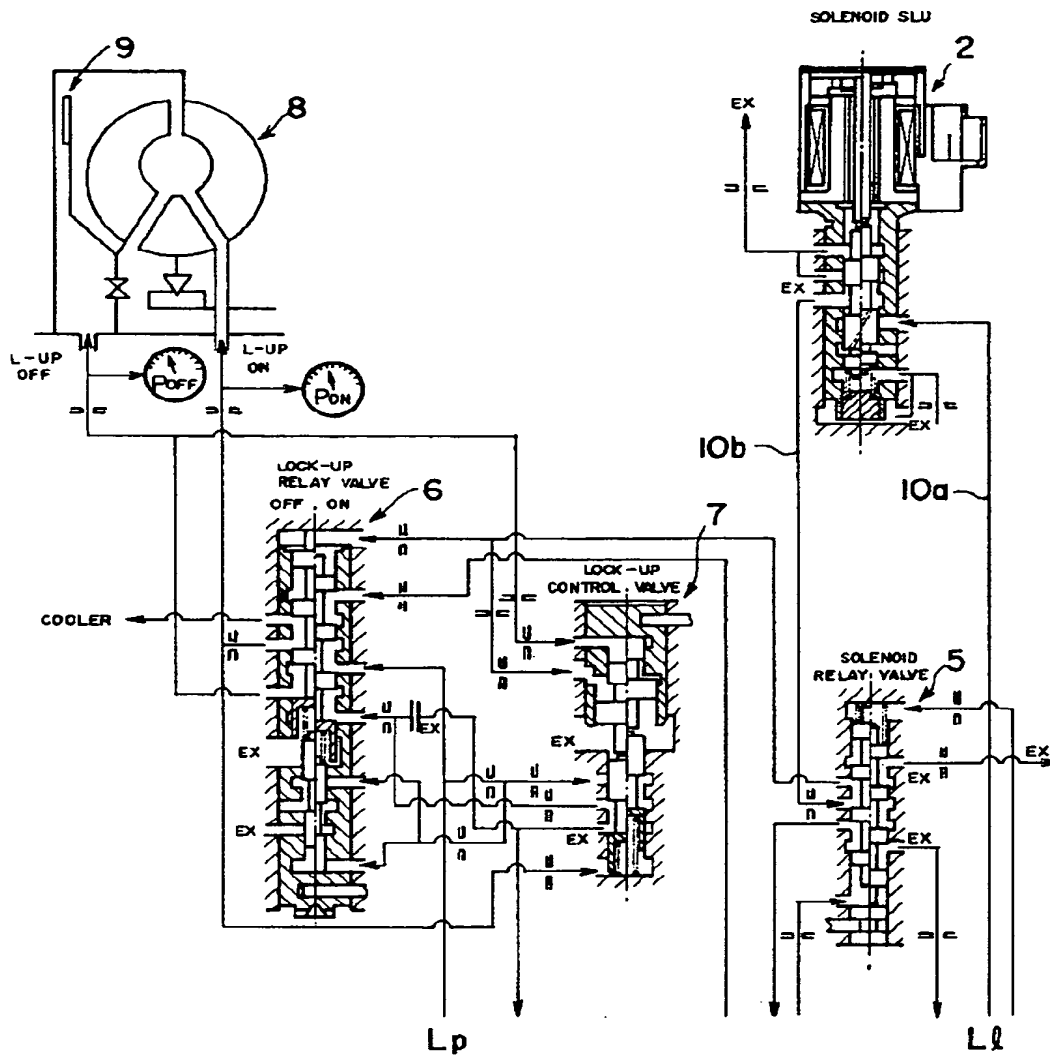 SOLENOID SLU
9
2
8
EX
EX
L-UP
OFF
L-UP
ON
POFF
PON
EX
10b
10a
LOCK-UP
RELAY VALVE
OFF ON
6
7
LOCK-UP
CONTROL VALVE
COOLER
SOLENOID
RELAY VALVE
5
EX
EX
EX
EX
EX
EX
EX
EX
Lp
Ll